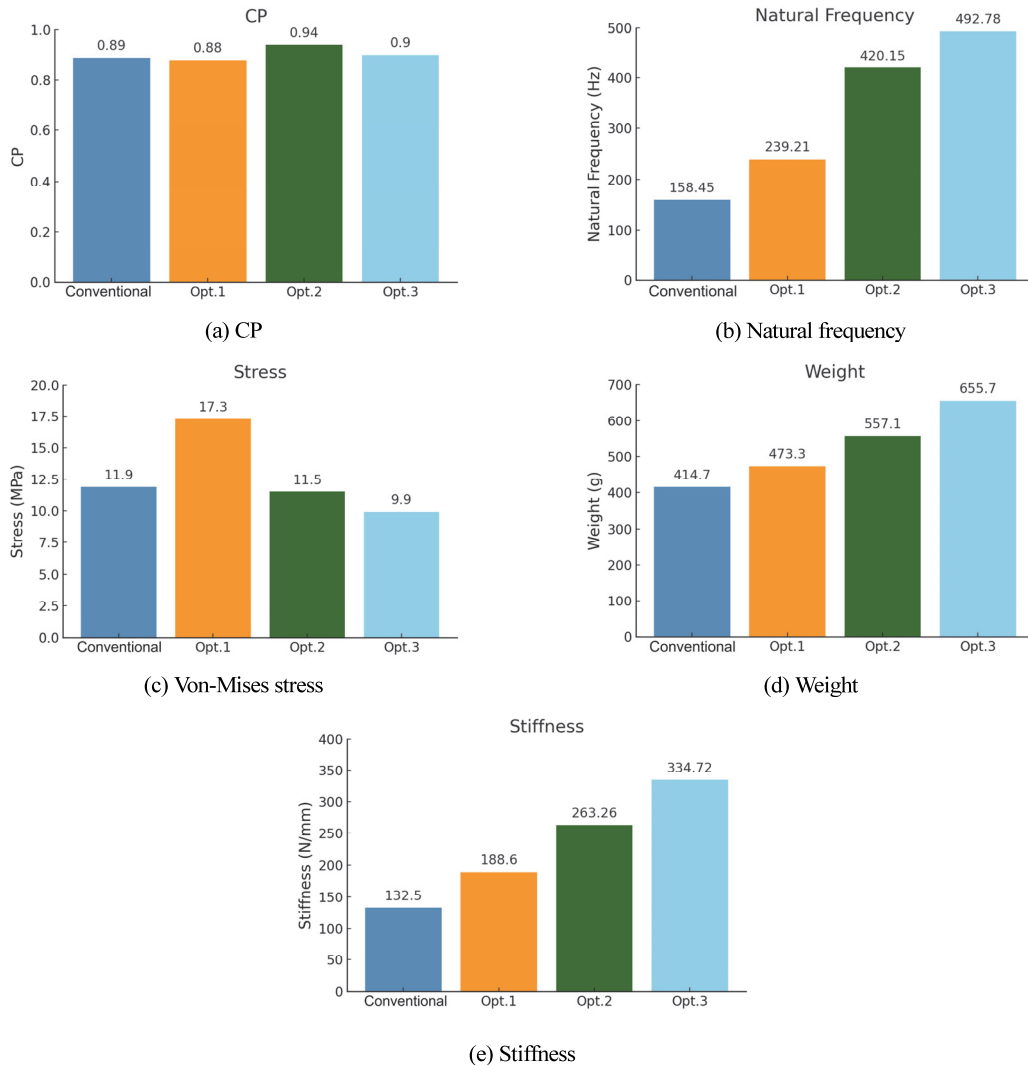 CP
CP
1.0
0.8
0.6
0.4
0.2
0.0
0.89
0.88
0.94
0.9
Conventional Opt.1 Opt.2 Opt.3
(a) CP
Natural Frequency
Natural Frequency (Hz)
500
400
300
200
100
0
158.45
239.21
420.15
492.78
Conventional Opt.1 Opt.2 Opt.3
(b) Natural frequency
Stress
Stress (MPa)
20.0
17.5
15.0
12.5
10.0
7.5
5.0
2.5
0.0
11.9
17.3
11.5
9.9
Conventional Opt.1 Opt.2 Opt.3
(c) Von-Mises stress
Weight
Weight (g)
700
600
500
400
300
200
100
0
414.7
473.3
557.1
655.7
Conventional Opt.1 Opt.2 Opt.3
(d) Weight
Stiffness
Stiffness (N/mm)
400
350
300
250
200
150
100
50
0
132.5
188.6
263.26
334.72
Conventional Opt.1 Opt.2 Opt.3
(e) Stiffness